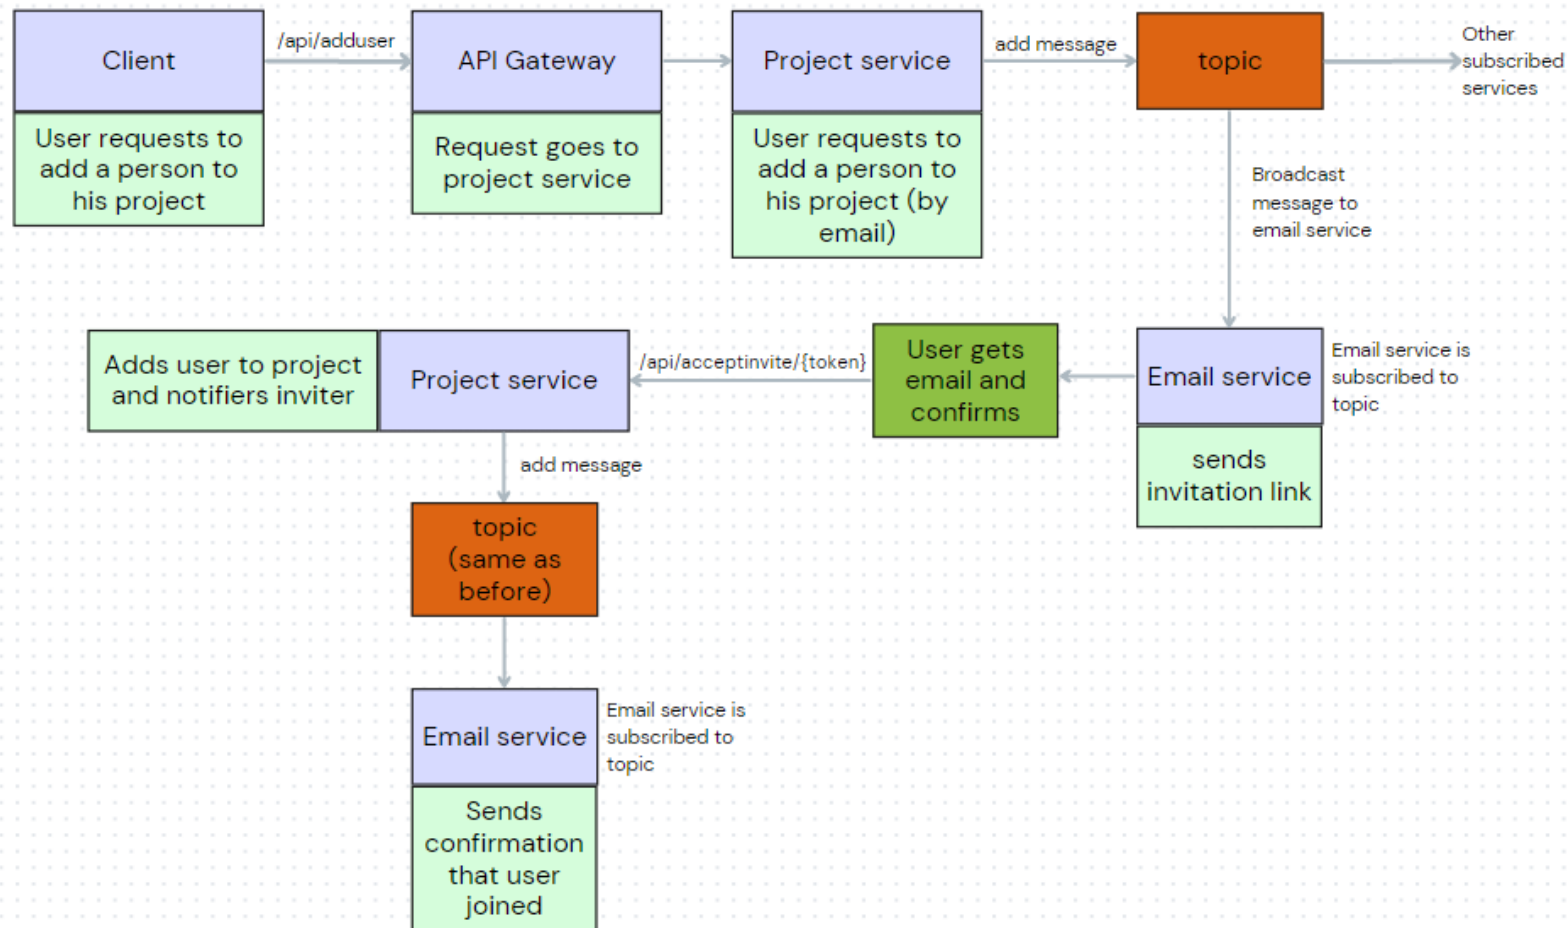 Client
/api/adduser
API Gateway
Project service
add message
topic
Other
subscribed
services
User requests to
add a person to
his project
Request goes to
project service
User requests to
add a person to
his project (by
email)
Broadcast
message to
email service
Adds user to project
and notifiers inviter
Project service
/api/acceptinvite/{token}
User gets
email and
confirms
Email service
Email service is
subscribed to
topic
sends
invitation link
add message
topic
(same as
before)
Email service
Email service is
subscribed to
topic
Sends
confirmation
that user
joined